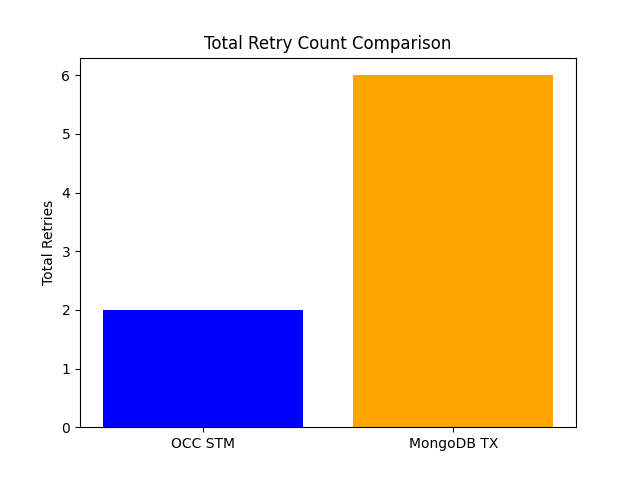 Total Retry Count Comparison
Total Retries
6
5
4
3
2
1
0
OCC STM
MongoDB TX